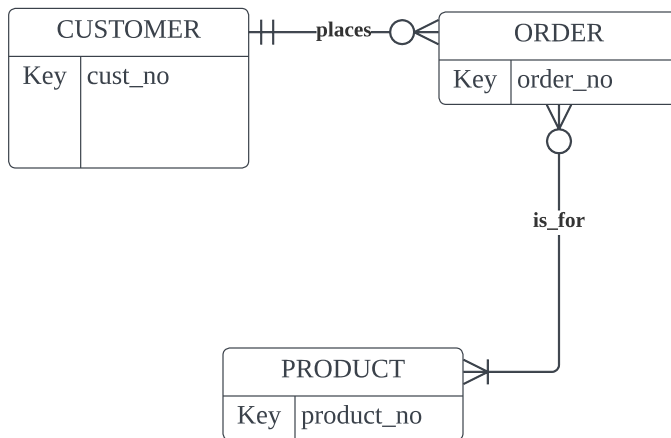 CUSTOMER
Key cust_no
places
ORDER
Key order_no
is_for
PRODUCT
Key product_no